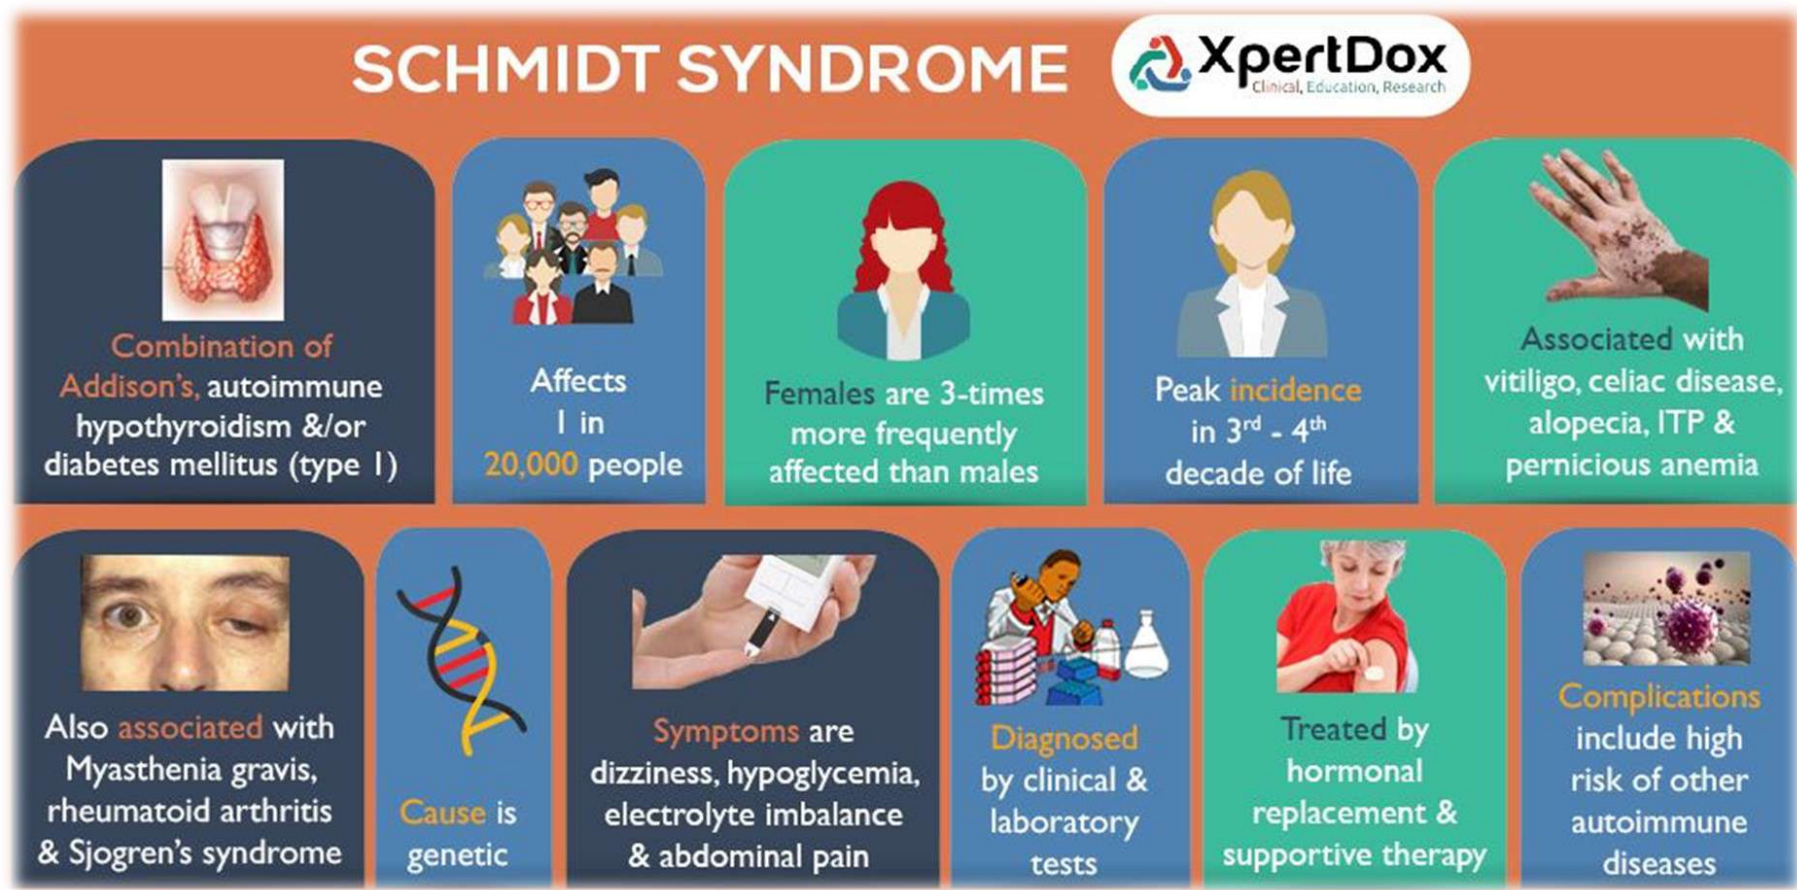 SCHMIDT SYNDROME
XpertDox
Clinical, Education, Research
Combination of
Addison's, autoimmune
hypothyroidism &/or
diabetes mellitus (type 1)
Affects
1 in
20,000 people
Females are 3-times
more frequently
affected than males
Peak incidence
in 3rd - 4th
decade of life
Associated with
vitiligo, celiac disease,
alopecia, ITP &
pernicious anemia
Also associated with
Myasthenia gravis,
rheumatoid arthritis
& Sjogren's syndrome
Cause is
genetic
Symptoms are
dizziness, hypoglycemia,
electrolyte imbalance
& abdominal pain
Diagnosed
by clinical &
laboratory
tests
Treated by
hormonal
replacement &
supportive therapy
Complications
include high
risk of other
autoimmune
diseases